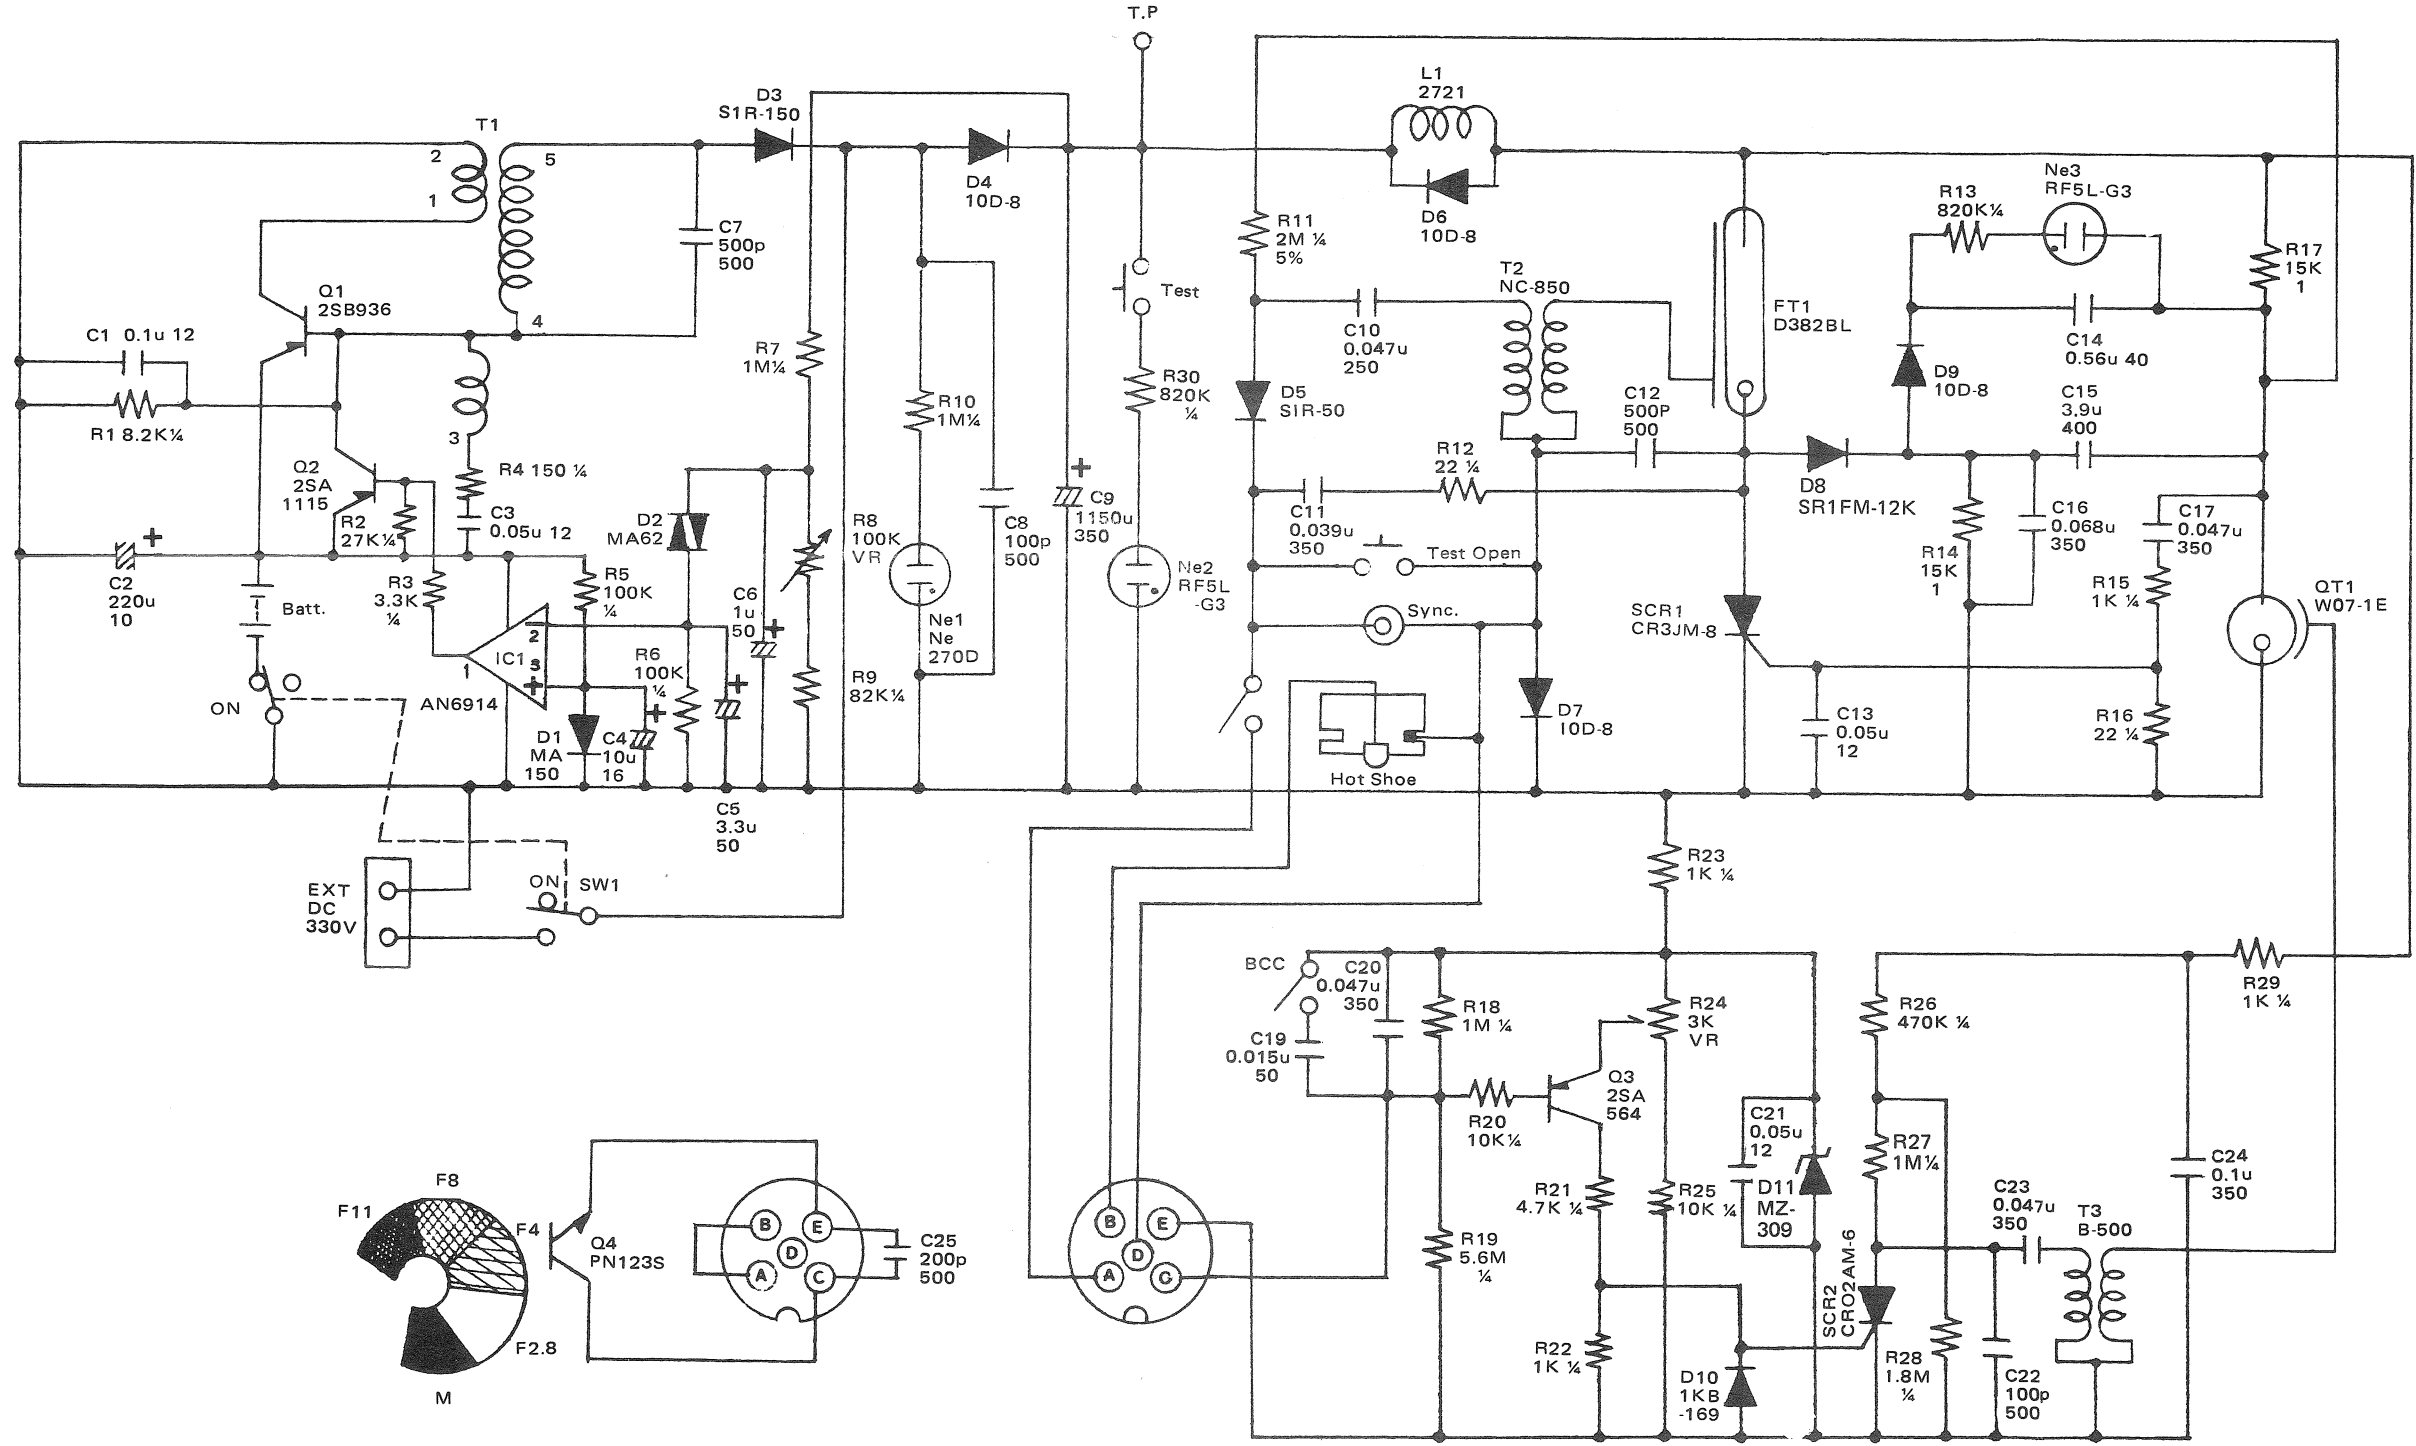 T.P
L1
2721
D3
S1R-150
T1
2
5
1
D4
10D-8
D6
10D-8
Ne3
RF5L-G3
R13
820K¼
R11
2M ¼
5%
C7
500p
500
R17
15K
1
T2
NC-850
Test
Q1
2SB936
4
FT1
D382BL
C1 0.1u 12
C10
0.047u
250
C14
0.56u 40
R7
1M¼
R30
820K
¼
D9
10D-8
D5
S1R-50
R10
1M¼
C12
500P
500
C15
3.9u
400
R1 8.2K¼
3
R12
22 ¼
Q2
2SA
1115
R4 150 ¼
D8
SR1FM-12K
C9
1150u
350
C3
0.05u 12
R2
27K¼
D2
MA62
R8
100K
VR
C8
100p
500
C11
0.039u
350
C16
0.068u
350
C17
0.047u
350
Test Open
R14
15K
1
C2
220u
10
Batt.
R3
3.3K
¼
R5
100K
¼
C6
1u
50
Ne2
RF5L
-G3
R15
1K ¼
QT1
W07-1E
Sync.
SCR1
CR3JM-8
Ne1
Ne
270D
2
IC1
3
1
R6
100K
¼
R9
82K¼
AN6914
ON
D7
10D-8
C13
0.05u
12
R16
22 ¼
D1
MA
150
C4
10u
16
Hot Shoe
C5
3.3u
50
R23
1K ¼
EXT
DC
330V
ON
SW1
BCC
C20
0.047u
350
R18
1M ¼
R24
3K
VR
R26
470K ¼
R29
1K ¼
C19
0.015u
50
Q3
2SA
564
R20
10K¼
C21
0.05u
12
R27
1M¼
C24
0.1u
350
F8
F11
F4
F2.8
M
Q4
PN123S
B
E
D
A
C
C25
200p
500
B
E
D
A
C
R21
4.7K ¼
R25
10K ¼
D11
MZ-
309
C23
0.047u
350
T3
B-500
R19
5.6M
¼
SCR2
CR02AM-6
R22
1K ¼
D10
1KB
-169
R28
1.8M
¼
C22
100p
500